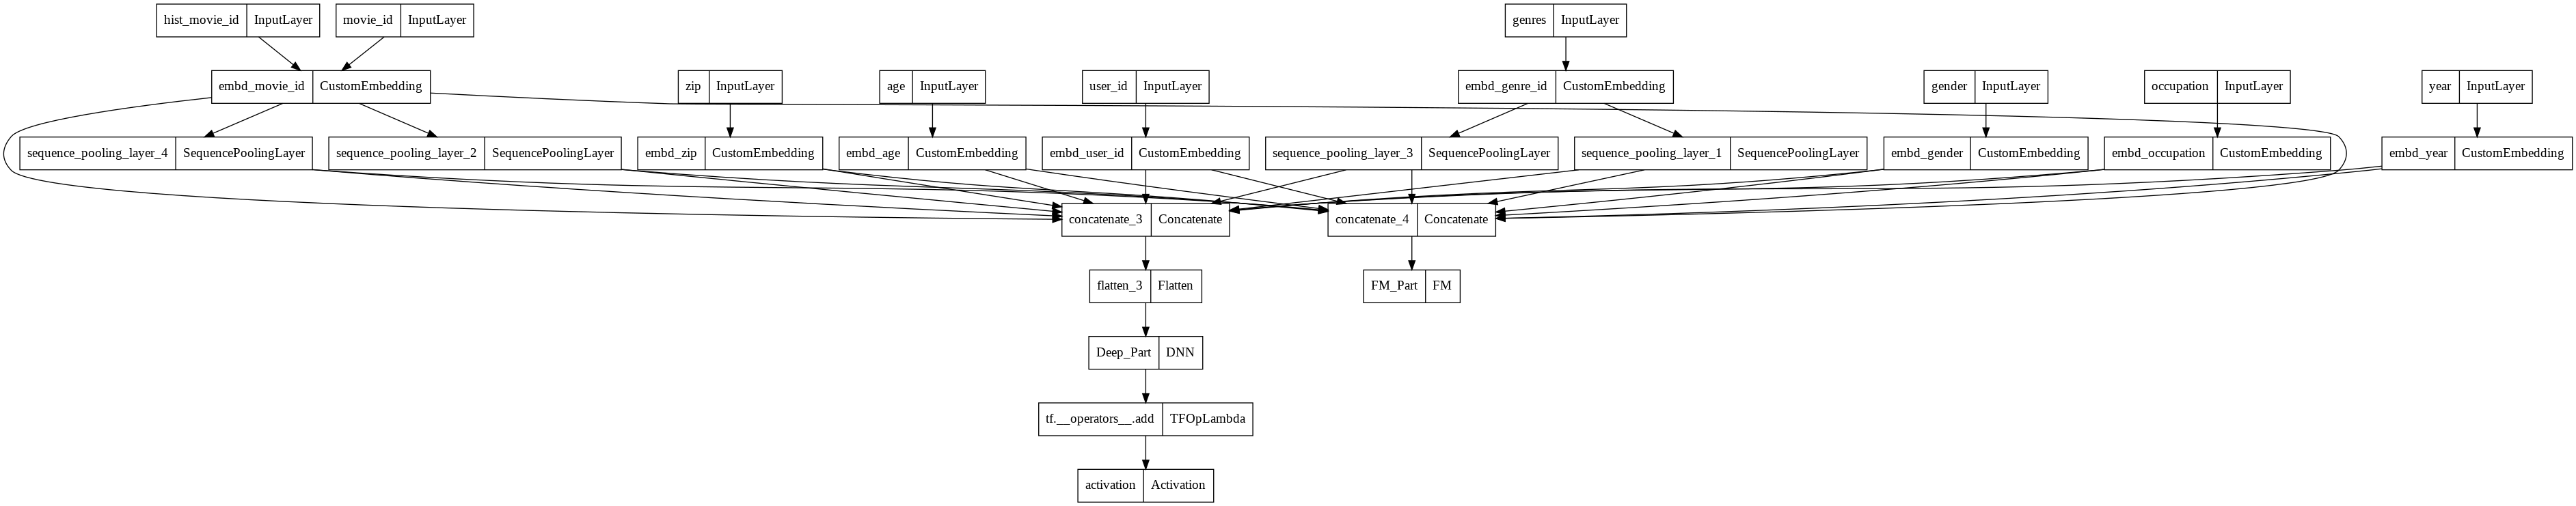 hist_movie_id InputLayer
movie_id InputLayer
genres InputLayer
embd_movie_id CustomEmbedding
zip InputLayer
age InputLayer
user_id InputLayer
embd_genre_id CustomEmbedding
gender InputLayer
occupation InputLayer
year InputLayer
sequence_pooling_layer_4 SequencePoolingLayer
sequence_pooling_layer_2 SequencePoolingLayer
embd_zip CustomEmbedding
embd_age CustomEmbedding
embd_user_id CustomEmbedding
sequence_pooling_layer_3 SequencePoolingLayer
sequence_pooling_layer_1 SequencePoolingLayer
embd_gender CustomEmbedding
embd_occupation CustomEmbedding
embd_year CustomEmbedding
concatenate_3 Concatenate
concatenate_4 Concatenate
flatten_3 Flatten
FM_Part FM
Deep_Part DNN
tf.__operators__.add TFOpLambda
activation Activation